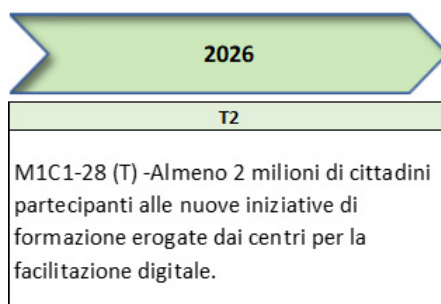 2026
T2
M1C1-28 (T) -Almeno 2 milioni di cittadini
partecipanti alle nuove iniziative di
formazione erogate dai centri per la
facilitazione digitale.